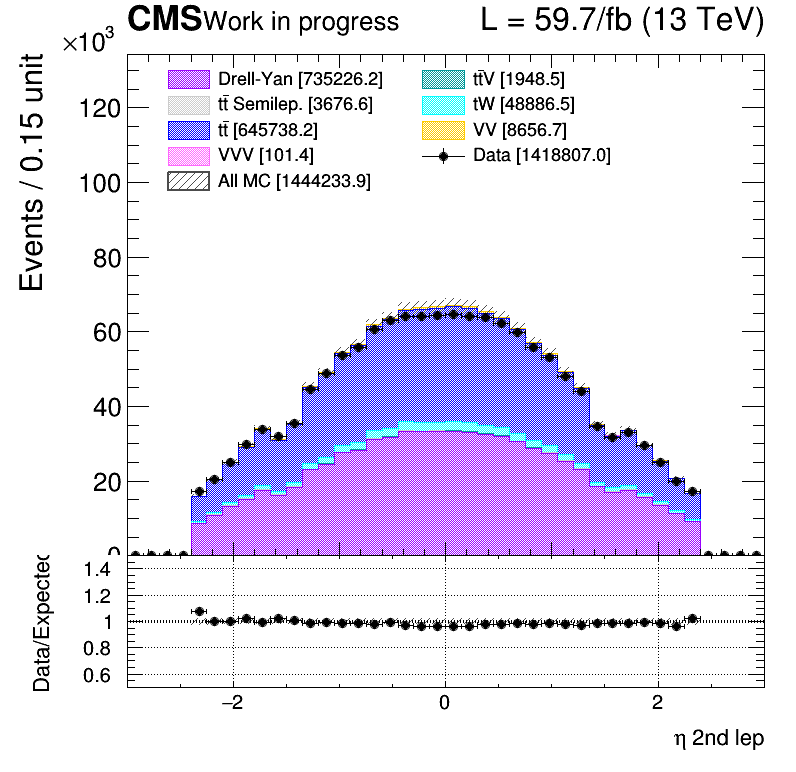 CMS Work in progress L = 59.7/fb (13 TeV)
×10³
Events / 0.15 unit
Drell-Yan [735226.2]
tt̄ Semilep. [3676.6]
tt̄ [645738.2]
VVV [101.4]
All MC [1444233.9]
tt̄V [1948.5]
tW [48886.5]
VV [8656.7]
Data [1418807.0]
120
100
80
60
40
20
0
Data/Expected
1.4
1.2
1
0.8
0.6
−2 0 2
η 2nd lep